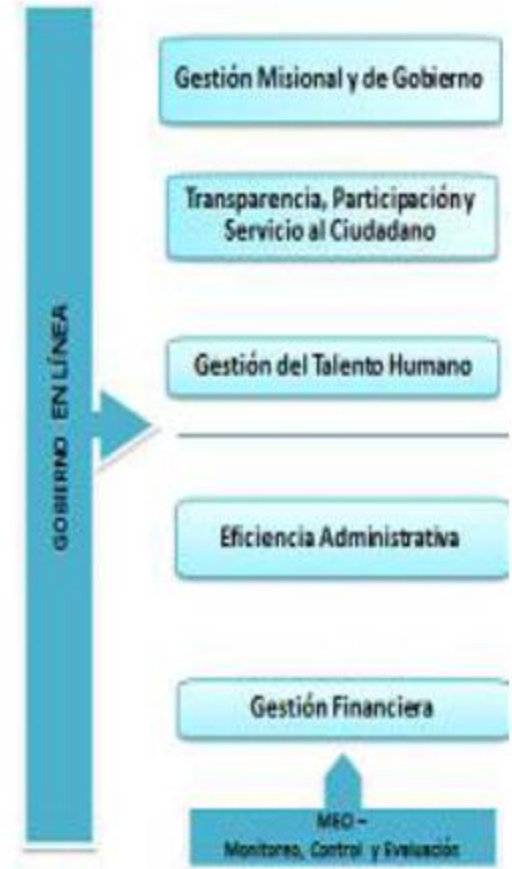 GOBIERNO EN LÍNEA
Gestión Misional y de Gobierno
Transparencia, Participación y
Servicio al Ciudadano
Gestión del Talento Humano
Eficiencia Administrativa
Gestión Financiera
Monitoreo, Control y Evaluación